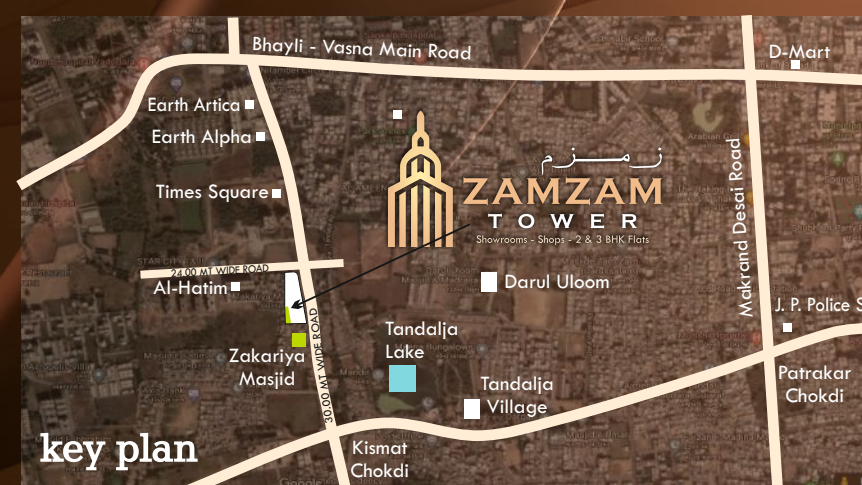 Bhayli - Vasna Main Road
D-Mart
Earth Artica
Earth Alpha
Times Square
زمزم
ZAMZAM
TOWER
Showrooms - Shops - 2 & 3 BHK Flats
Makrand Desai Road
24.00 MT WIDE ROAD
Al-Hatim
Darul Uloom
J. P. Police S
30.00 MT WIDE ROAD
Zakariya
Masjid
Tandalja
Lake
Tandalja
Village
Patrakar
Chokdi
Kismat
Chokdi
key plan
Google